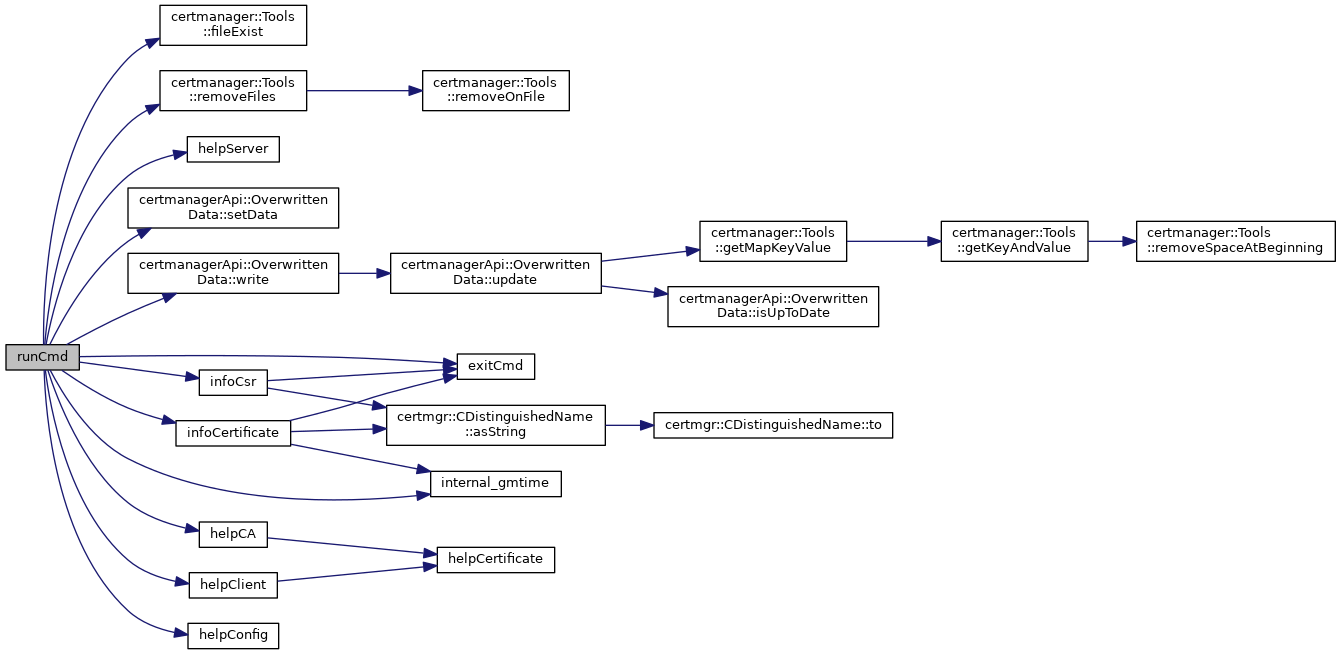 certmanager::Tools
::fileExist
certmanager::Tools
::removeFiles
certmanager::Tools
::removeOnFile
helpServer
certmanagerApi::Overwritten
Data::setData
certmanagerApi::Overwritten
Data::write
certmanagerApi::Overwritten
Data::update
certmanager::Tools
::getMapKeyValue
certmanager::Tools
::getKeyAndValue
certmanager::Tools
::removeSpaceAtBeginning
certmanagerApi::Overwritten
Data::isUpToDate
runCmd
exitCmd
infoCsr
infoCertificate
certmgr::CDistinguishedName
::asString
certmgr::CDistinguishedName::to
internal_gmtime
helpCA
helpCertificate
helpClient
helpConfig